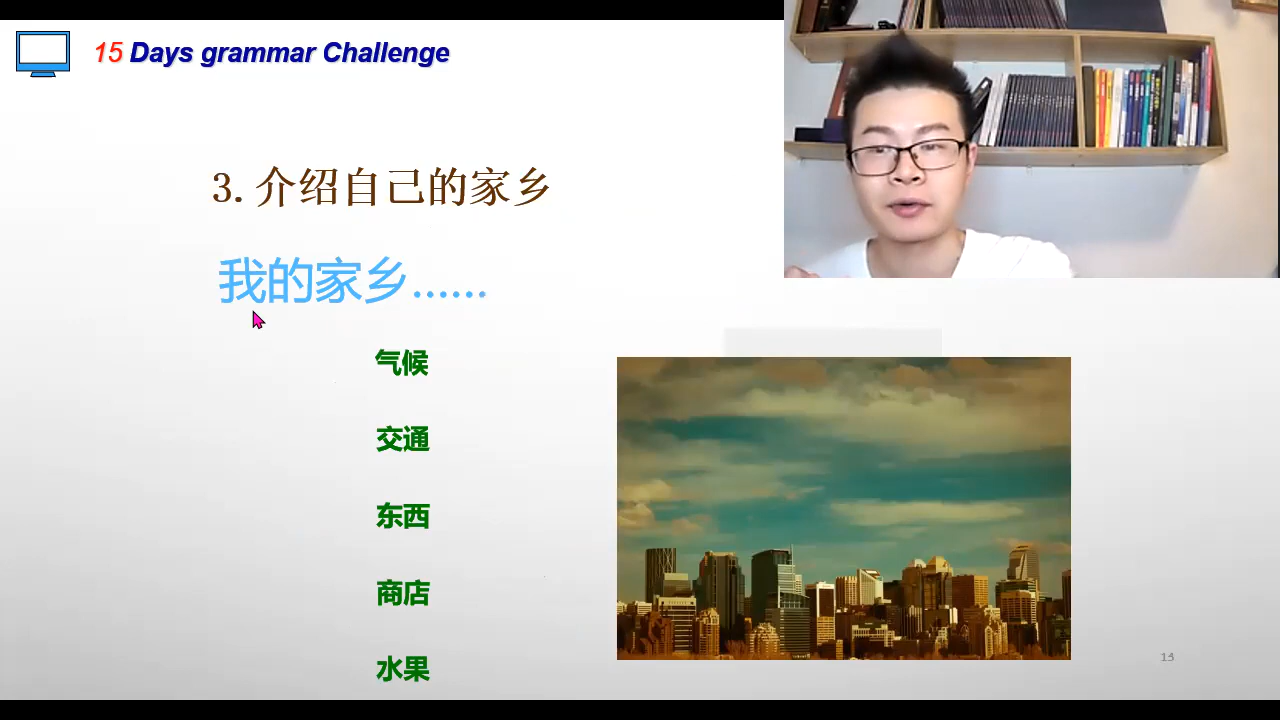 15 Days grammar Challenge
3. 介绍自己的家乡
我的家乡……
气候
交通
东西
商店
水果
15